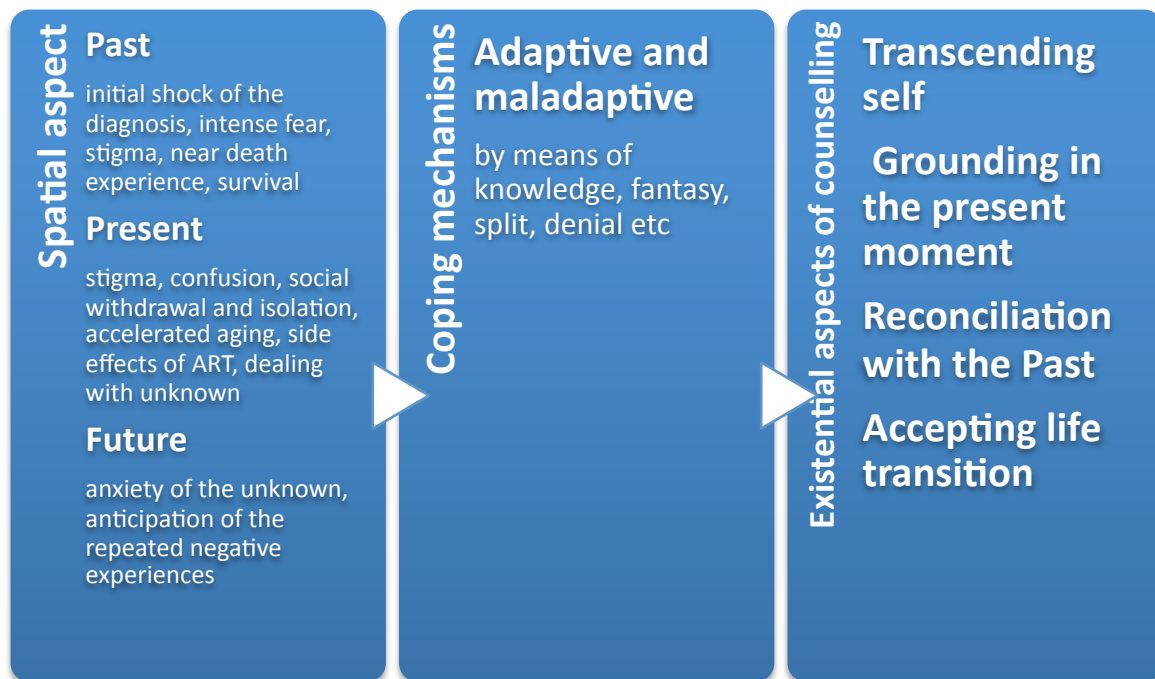 Spatial aspect
Past
initial shock of the
diagnosis, intense fear,
stigma, near death
experience, survival
Present
stigma, confusion, social
withdrawal and isolation,
accelerated aging, side
effects of ART, dealing
with unknown
Future
anxiety of the unknown,
anticipation of the
repeated negative
experiences
Coping mechanisms
Adaptive and
maladaptive
by means of
knowledge, fantasy,
split, denial etc
Existential aspects of counselling
Transcending
self
Grounding in
the present
moment
Reconciliation
with the Past
Accepting life
transition